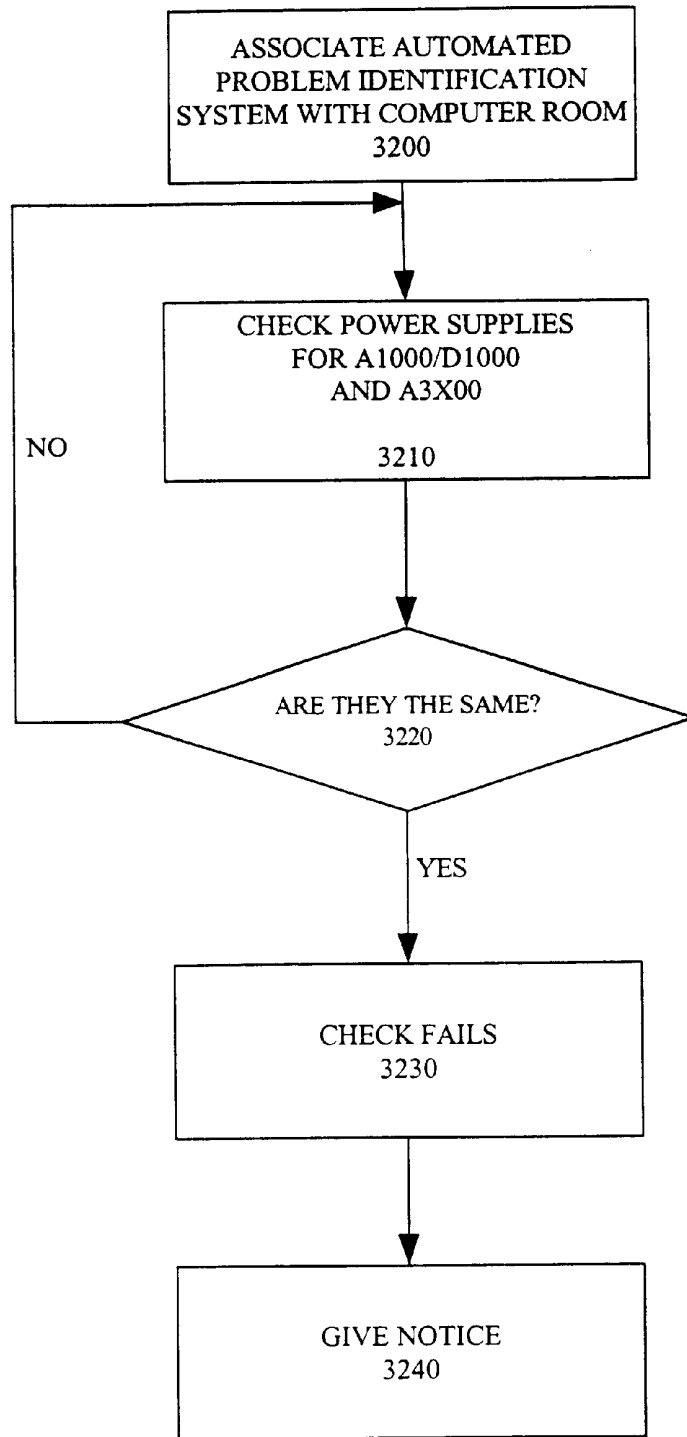 ASSOCIATE AUTOMATED
PROBLEM IDENTIFICATION
SYSTEM WITH COMPUTER ROOM
3200
CHECK POWER SUPPLIES
FOR A1000/D1000
AND A3X00
3210
NO
ARE THEY THE SAME?
3220
YES
CHECK FAILS
3230
GIVE NOTICE
3240